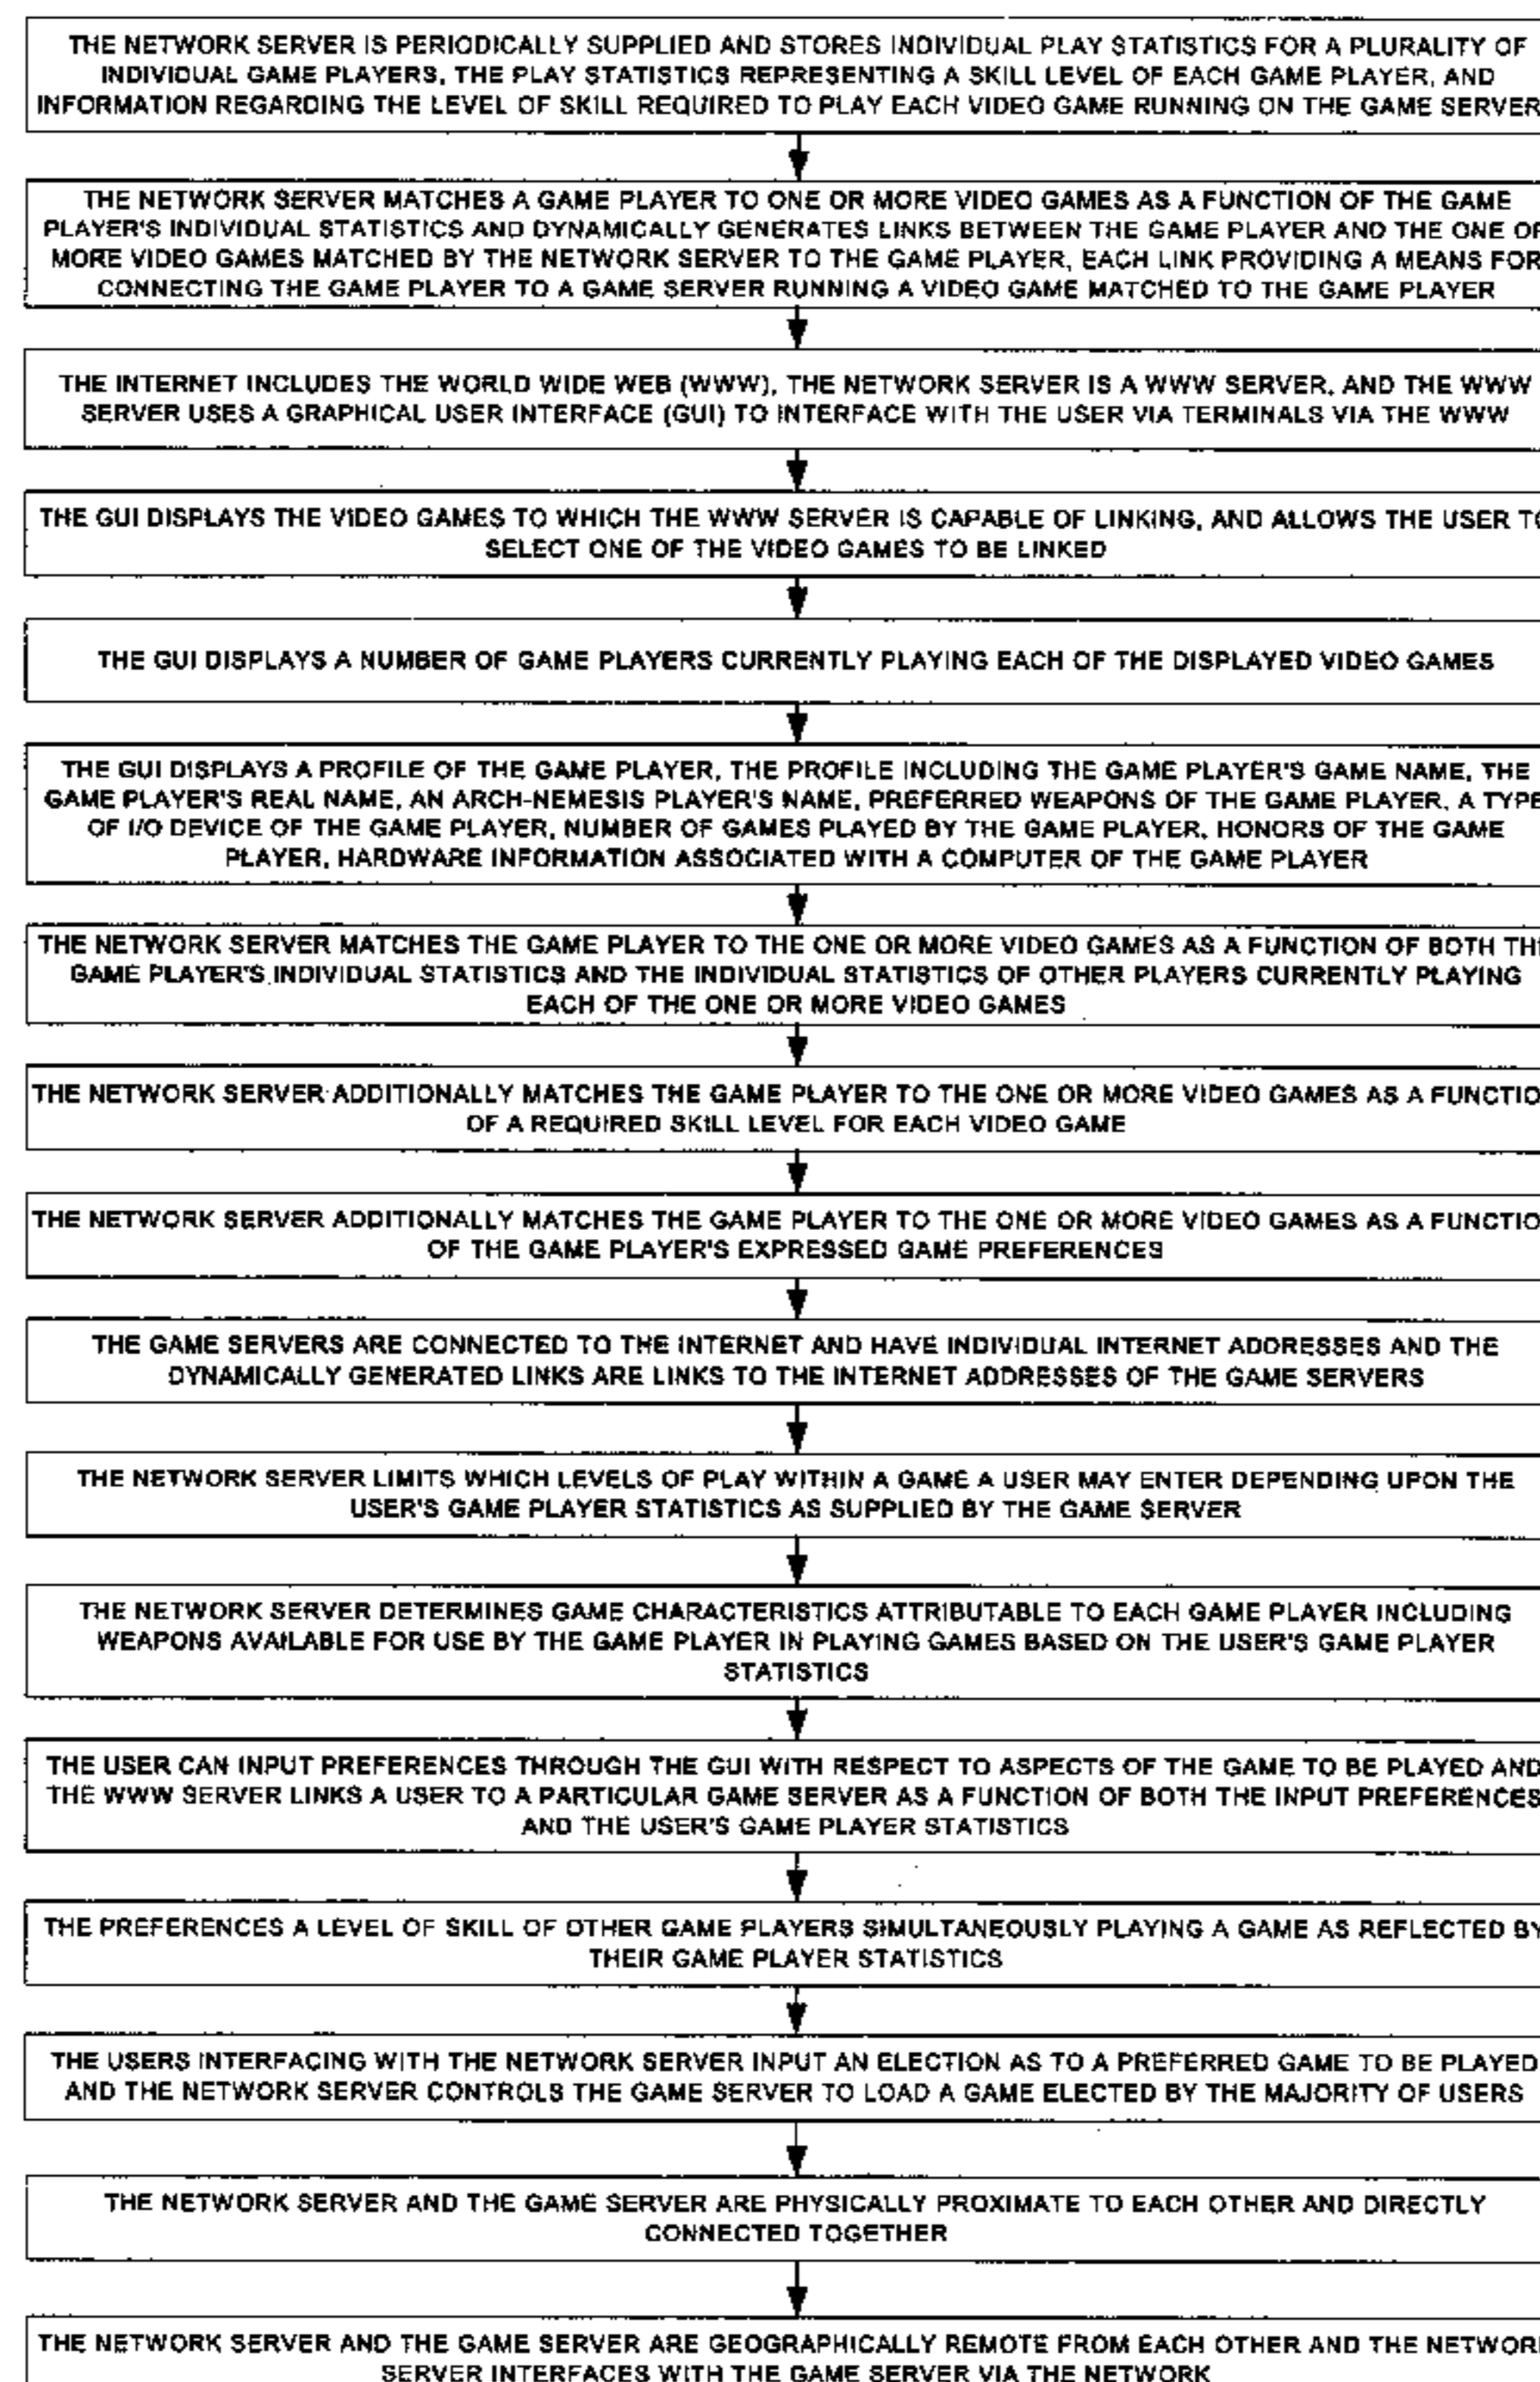 THE NETWORK SERVER IS PERIODICALLY SUPPLIED AND STORES INDIVIDUAL PLAY STATISTICS FOR A PLURALITY OF
INDIVIDUAL GAME PLAYERS, THE PLAY STATISTICS REPRESENTING A SKILL LEVEL OF EACH GAME PLAYER, AND
INFORMATION REGARDING THE LEVEL OF SKILL REQUIRED TO PLAY EACH VIDEO GAME RUNNING ON THE GAME SERVER
THE NETWORK SERVER MATCHES A GAME PLAYER TO ONE OR MORE VIDEO GAMES AS A FUNCTION OF THE GAME
PLAYER'S INDIVIDUAL STATISTICS AND DYNAMICALLY GENERATES LINKS BETWEEN THE GAME PLAYER AND THE ONE OR
MORE VIDEO GAMES MATCHED BY THE NETWORK SERVER TO THE GAME PLAYER, EACH LINK PROVIDING A MEANS FOR
CONNECTING THE GAME PLAYER TO A GAME SERVER RUNNING A VIDEO GAME MATCHED TO THE GAME PLAYER
THE INTERNET INCLUDES THE WORLD WIDE WEB (WWW), THE NETWORK SERVER IS A WWW SERVER, AND THE WWW
SERVER USES A GRAPHICAL USER INTERFACE (GUI) TO INTERFACE WITH THE USER VIA TERMINALS VIA THE WWW
THE GUI DISPLAYS THE VIDEO GAMES TO WHICH THE WWW SERVER IS CAPABLE OF LINKING, AND ALLOWS THE USER TO
SELECT ONE OF THE VIDEO GAMES TO BE LINKED
THE GUI DISPLAYS A NUMBER OF GAME PLAYERS CURRENTLY PLAYING EACH OF THE DISPLAYED VIDEO GAMES
THE GUI DISPLAYS A PROFILE OF THE GAME PLAYER, THE PROFILE INCLUDING THE GAME PLAYER'S GAME NAME, THE
GAME PLAYER'S REAL NAME, AN ARCH-NEMESIS PLAYER'S NAME, PREFERRED WEAPONS OF THE GAME PLAYER, A TYPE
OF I/O DEVICE OF THE GAME PLAYER, NUMBER OF GAMES PLAYED BY THE GAME PLAYER, HONORS OF THE GAME
PLAYER, HARDWARE INFORMATION ASSOCIATED WITH A COMPUTER OF THE GAME PLAYER
THE NETWORK SERVER MATCHES THE GAME PLAYER TO THE ONE OR MORE VIDEO GAMES AS A FUNCTION OF BOTH TH
GAME PLAYER'S INDIVIDUAL STATISTICS AND THE INDIVIDUAL STATISTICS OF OTHER PLAYERS CURRENTLY PLAYING
EACH OF THE ONE OR MORE VIDEO GAMES
THE NETWORK SERVER ADDITIONALLY MATCHES THE GAME PLAYER TO THE ONE OR MORE VIDEO GAMES AS A FUNCTIO
OF A REQUIRED SKILL LEVEL FOR EACH VIDEO GAME
THE NETWORK SERVER ADDITIONALLY MATCHES THE GAME PLAYER TO THE ONE OR MORE VIDEO GAMES AS A FUNCTIO
OF THE GAME PLAYER'S EXPRESSED GAME PREFERENCES
THE GAME SERVERS ARE CONNECTED TO THE INTERNET AND HAVE INDIVIDUAL INTERNET ADDRESSES AND THE
DYNAMICALLY GENERATED LINKS ARE LINKS TO THE INTERNET ADDRESSES OF THE GAME SERVERS
THE NETWORK SERVER LIMITS WHICH LEVELS OF PLAY WITHIN A GAME A USER MAY ENTER DEPENDING UPON THE
USER'S GAME PLAYER STATISTICS AS SUPPLIED BY THE GAME SERVER
THE NETWORK SERVER DETERMINES GAME CHARACTERISTICS ATTRIBUTABLE TO EACH GAME PLAYER INCLUDING
WEAPONS AVAILABLE FOR USE BY THE GAME PLAYER IN PLAYING GAMES BASED ON THE USER'S GAME PLAYER
STATISTICS
THE USER CAN INPUT PREFERENCES THROUGH THE GUI WITH RESPECT TO ASPECTS OF THE GAME TO BE PLAYED AND
THE WWW SERVER LINKS A USER TO A PARTICULAR GAME SERVER AS A FUNCTION OF BOTH THE INPUT PREFERENCES
AND THE USER'S GAME PLAYER STATISTICS
THE PREFERENCES A LEVEL OF SKILL OF OTHER GAME PLAYERS SIMULTANEOUSLY PLAYING A GAME AS REFLECTED BY
THEIR GAME PLAYER STATISTICS
THE USERS INTERFACING WITH THE NETWORK SERVER INPUT AN ELECTION AS TO A PREFERRED GAME TO BE PLAYED
AND THE NETWORK SERVER CONTROLS THE GAME SERVER TO LOAD A GAME ELECTED BY THE MAJORITY OF USERS
THE NETWORK SERVER AND THE GAME SERVER ARE PHYSICALLY PROXIMATE TO EACH OTHER AND DIRECTLY
CONNECTED TOGETHER
THE NETWORK SERVER AND THE GAME SERVER ARE GEOGRAPHICALLY REMOTE FROM EACH OTHER AND THE NETWOR
SERVER INTERFACES WITH THE GAME SERVER VIA THE NETWORK